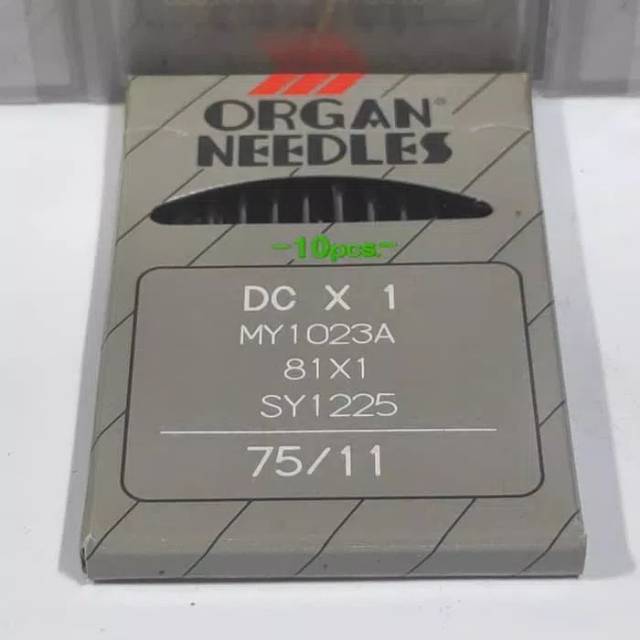 ORGAN®
NEEDLES
-10pcs.-
DC X 1
MY1023A
81X1
SY1225
75/11